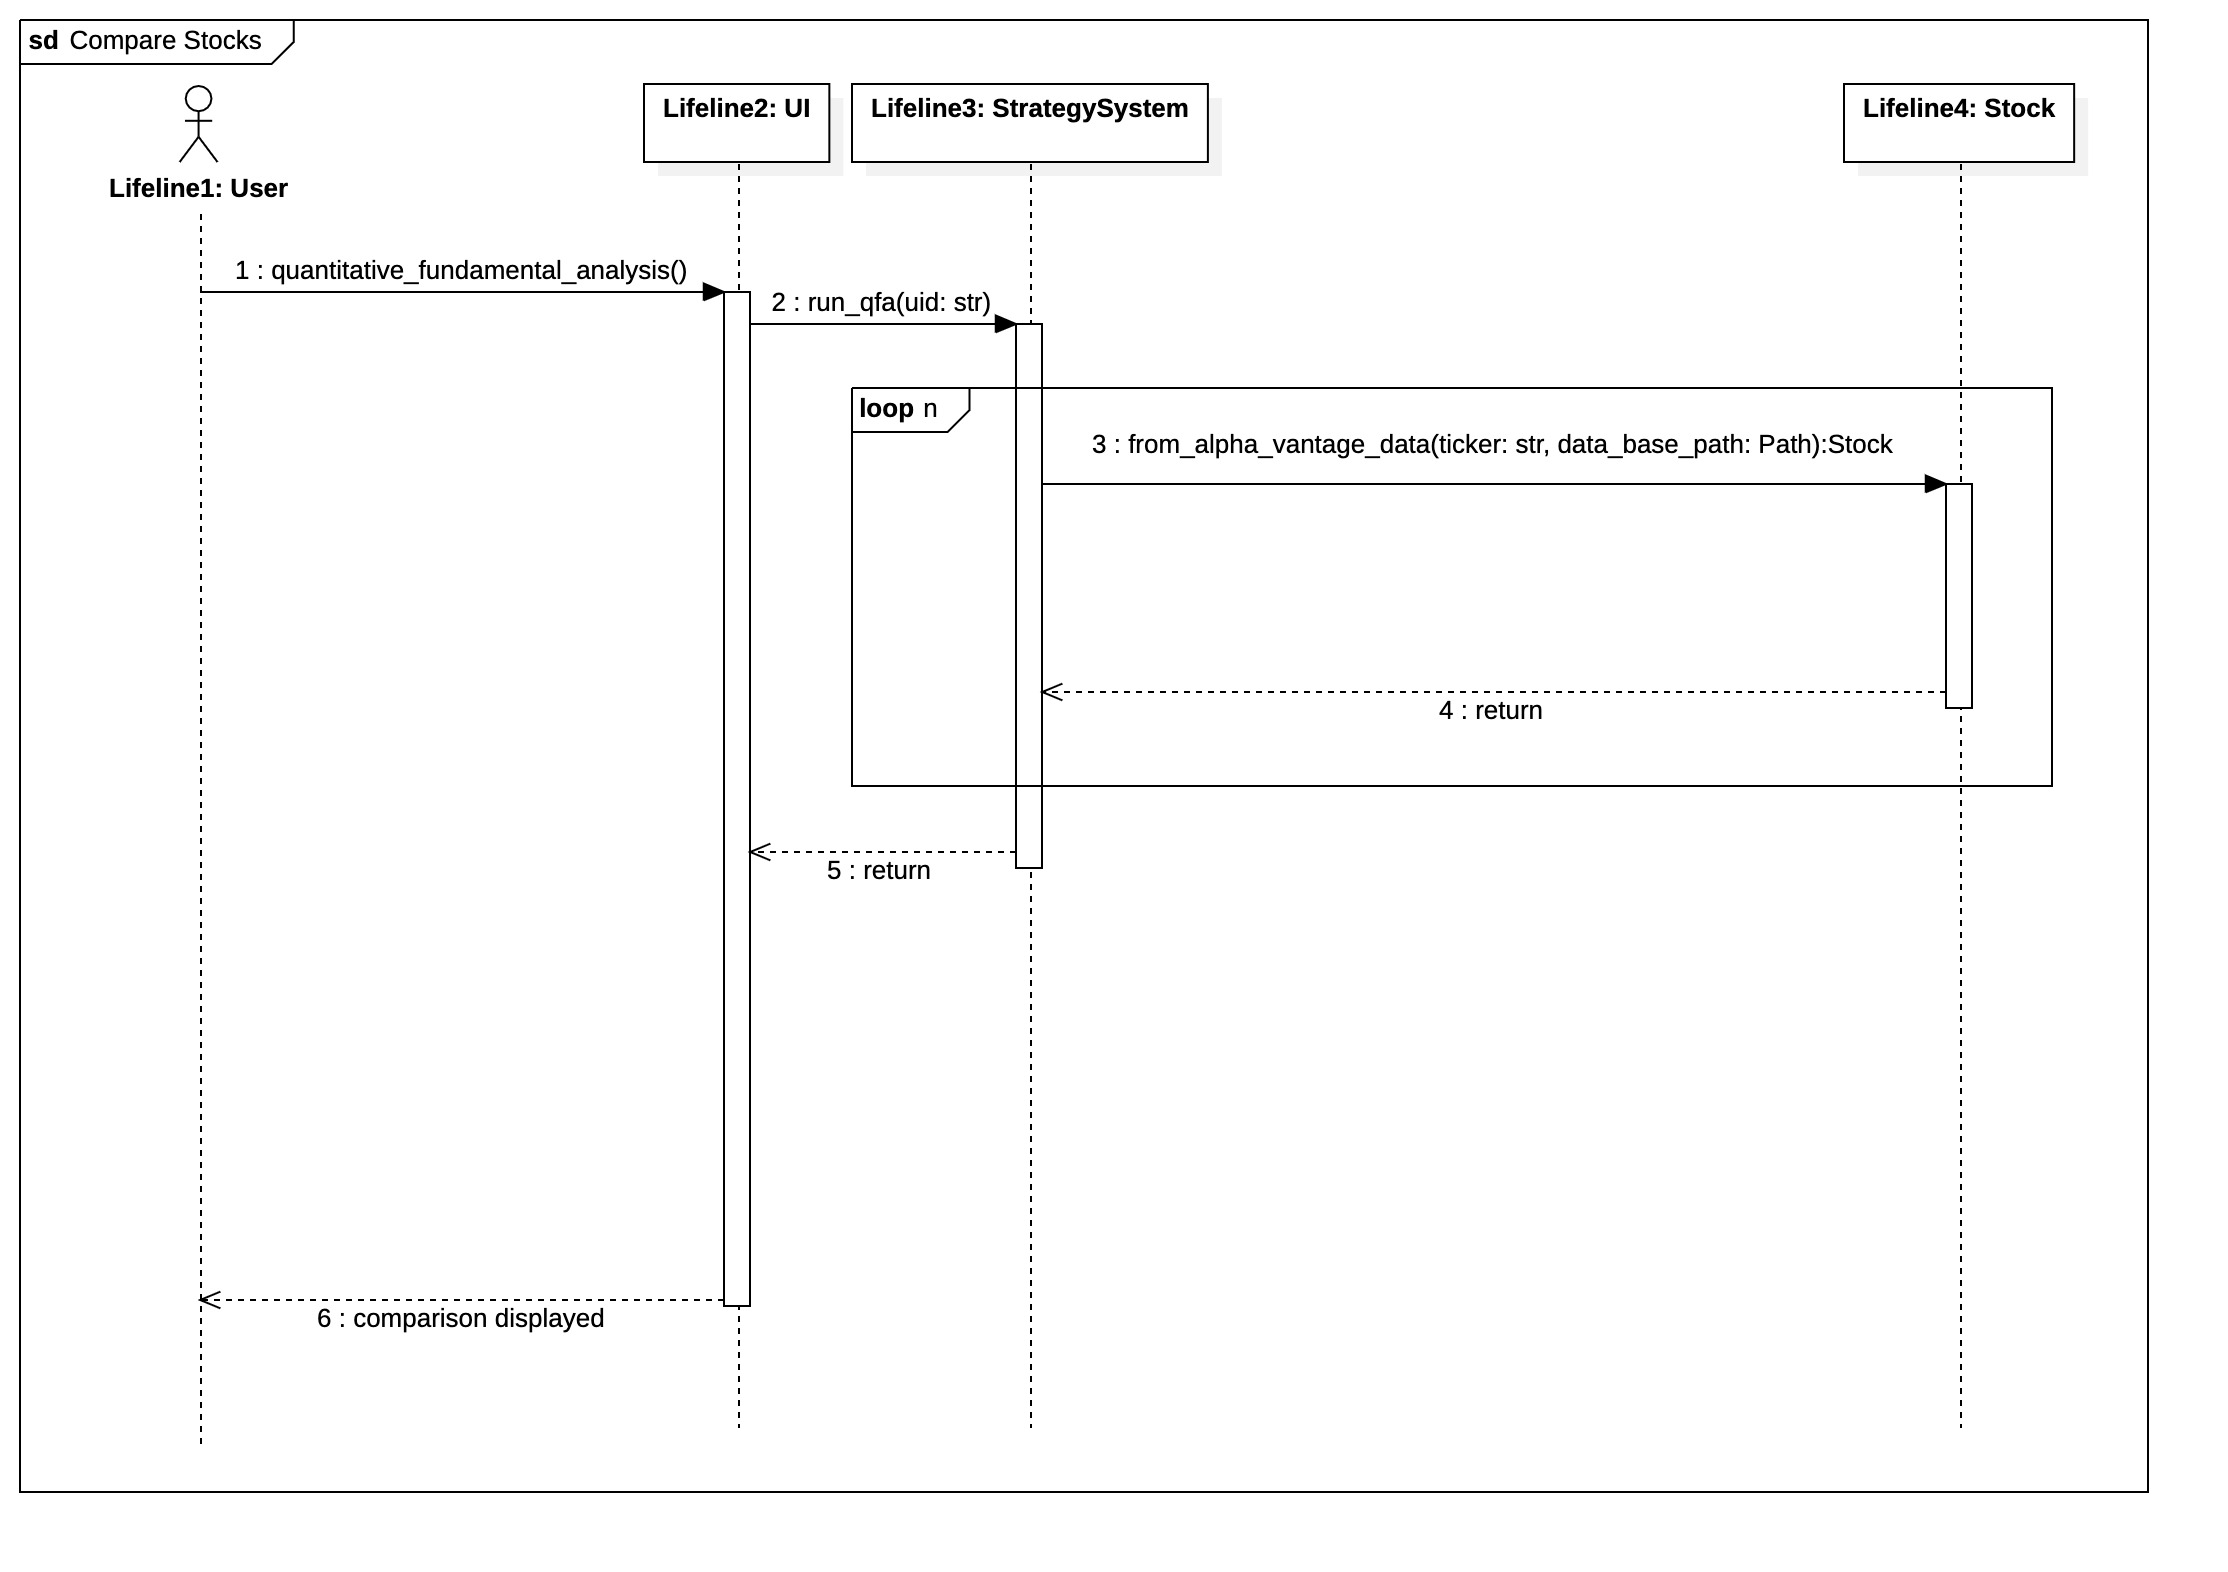 sd Compare Stocks
Lifeline1: User
Lifeline2: UI
Lifeline3: StrategySystem
Lifeline4: Stock
1 : quantitative_fundamental_analysis()
2 : run_qfa(uid: str)
loop n
3 : from_alpha_vantage_data(ticker: str, data_base_path: Path):Stock
4 : return
5 : return
6 : comparison displayed